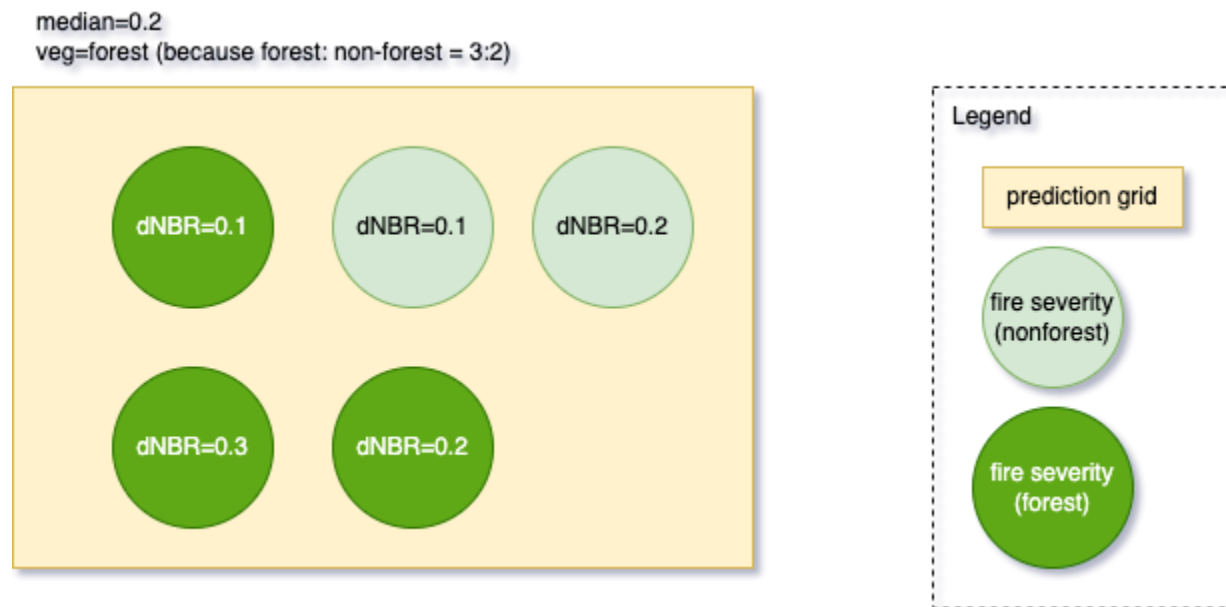 median=0.2
veg=forest (because forest: non-forest = 3:2)
dNBR=0.1
dNBR=0.1
dNBR=0.2
dNBR=0.3
dNBR=0.2
Legend
prediction grid
fire severity
(nonforest)
fire severity
(forest)